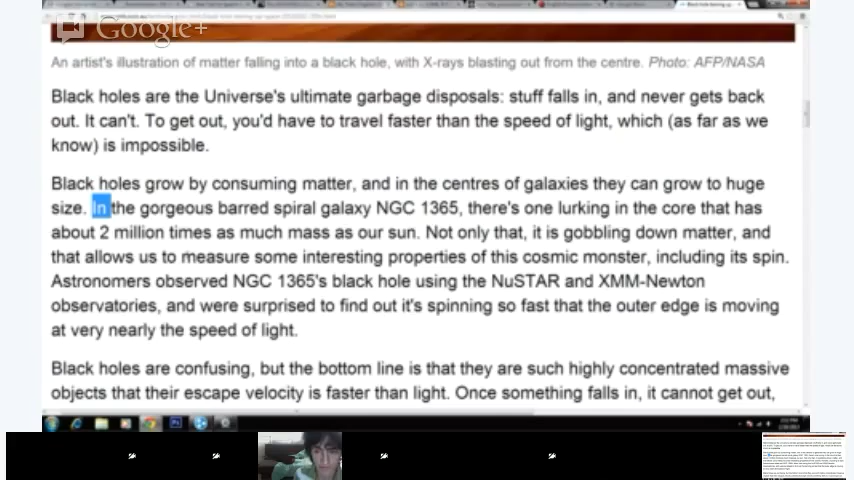 Google+
An artist's illustration of matter falling into a black hole, with X-rays blasting out from the centre. Photo: AFP/NASA
Black holes are the Universe's ultimate garbage disposals: stuff falls in, and never gets back
out. It can't. To get out, you'd have to travel faster than the speed of light, which (as far as we
know) is impossible.
Black holes grow by consuming matter, and in the centres of galaxies they can grow to huge
size. In the gorgeous barred spiral galaxy NGC 1365, there's one lurking in the core that has
about 2 million times as much mass as our sun. Not only that, it is gobbling down matter, and
that allows us to measure some interesting properties of this cosmic monster, including its spin.
Astronomers observed NGC 1365's black hole using the NuSTAR and XMM-Newton
observatories, and were surprised to find out it's spinning so fast that the outer edge is moving
at very nearly the speed of light.
Black holes are confusing, but the bottom line is that they are such highly concentrated massive
objects that their escape velocity is faster than light. Once something falls in, it cannot get out,